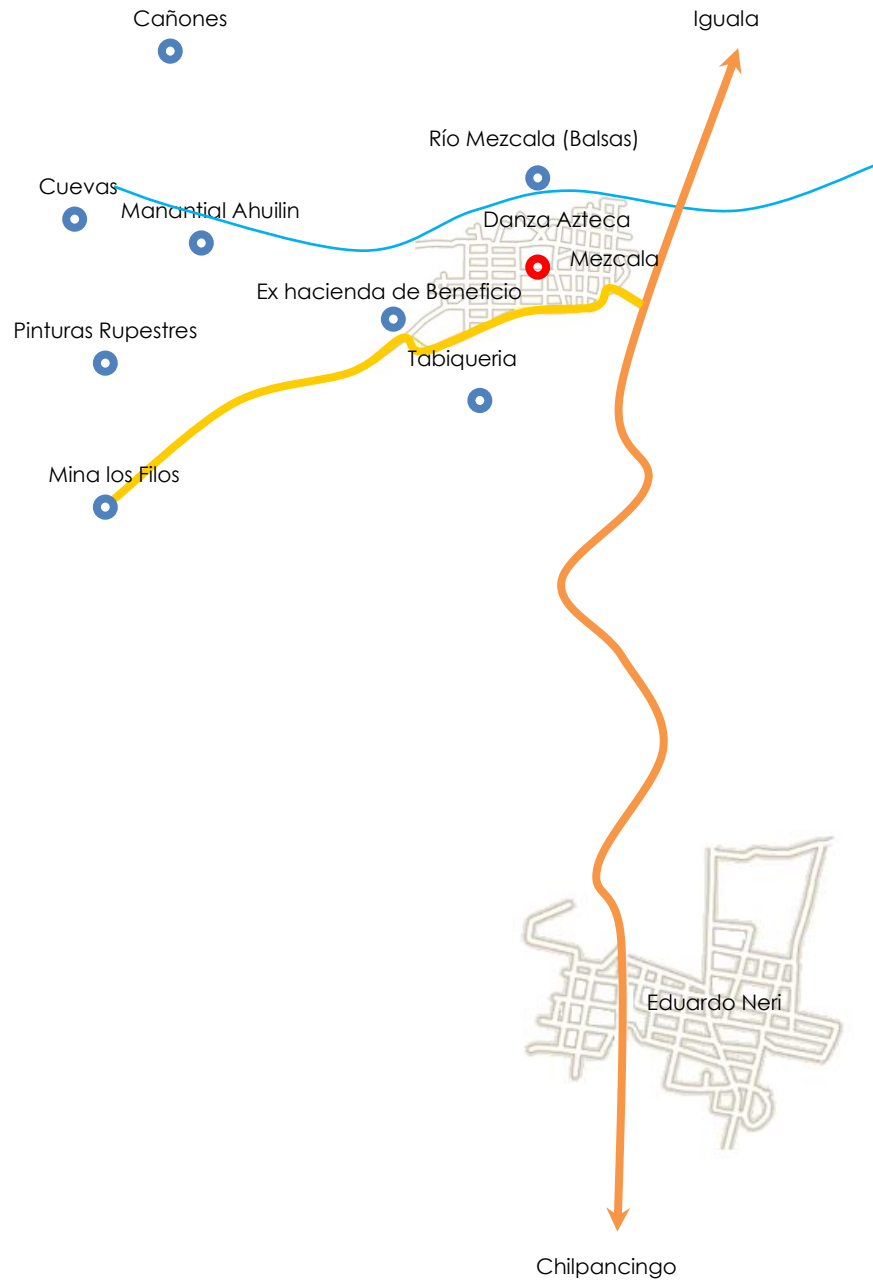 Cañones
Iguala
Río Mezcala (Balsas)
Cuevas
Manantial Ahuilin
Danza Azteca
Mezcala
Ex hacienda de Beneficio
Pinturas Rupestres
Tabiqueria
Mina los Filos
Eduardo Neri
Chilpancingo